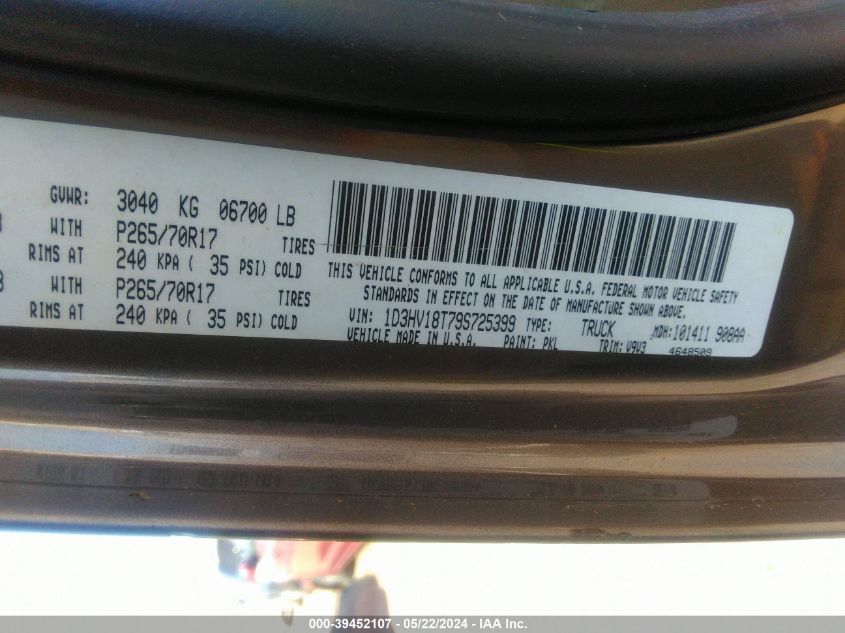 GVWR: 3040 KG 06700 LB
WITH P265/70R17 TIRES
RIMS AT 240 KPA ( 35 PSI) COLD
WITH P265/70R17 TIRES
RIMS AT 240 KPA ( 35 PSI) COLD
THIS VEHICLE CONFORMS TO ALL APPLICABLE U.S.A. FEDERAL MOTOR VEHICLE SAFETY
STANDARDS IN EFFECT ON THE DATE OF MANUFACTURE SHOWN ABOVE.
VIN: 1D3HV18T79S725399 TYPE: TRUCK MDH:101411 908AA
VEHICLE MADE IN U.S.A. PAINT: PKL TRIM: V9V3 4648509
000-39452107 - 05/22/2024 - IAA Inc.